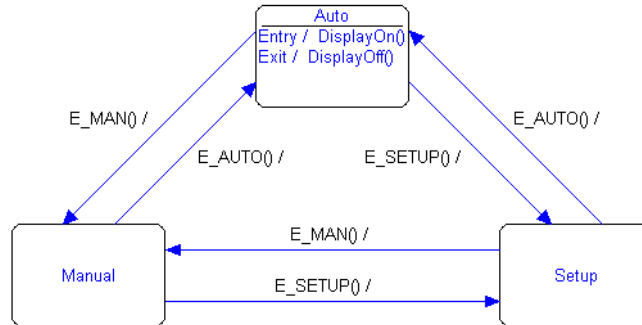 Auto
Entry / DisplayOn()
Exit / DisplayOff()
E_MAN() /
E_AUTO() /
E_AUTO() /
E_SETUP() /
E_MAN() /
Manual
Setup
E_SETUP() /